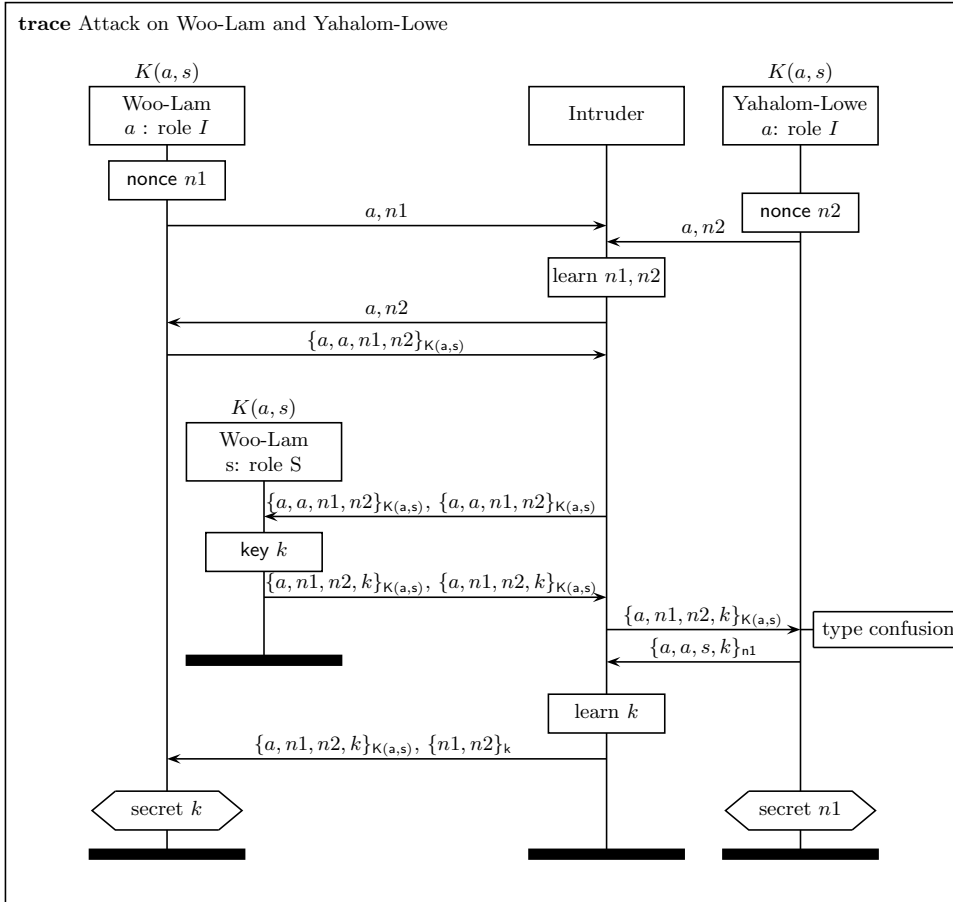 trace Attack on Woo-Lam and Yahalom-Lowe
K(a, s)
Woo-Lam
a : role I
Intruder
K(a, s)
Yahalom-Lowe
a: role I
nonce n1
nonce n2
a, n1
a, n2
learn n1, n2
a, n2
{a, a, n1, n2}K(a,s)
K(a, s)
Woo-Lam
s: role S
{a, a, n1, n2}K(a,s), {a, a, n1, n2}K(a,s)
key k
{a, n1, n2, k}K(a,s), {a, n1, n2, k}K(a,s)
{a, n1, n2, k}K(a,s)
type confusion
{a, a, s, k}n1
learn k
{a, n1, n2, k}K(a,s), {n1, n2}k
secret k
secret n1